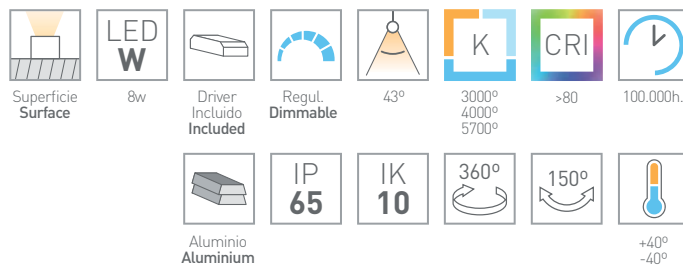 LED
W
K
CRI
Superficie
Surface
8w
Driver
Incluido
Included
Regul.
Dimmable
43º
3000º
4000º
5700º
>80
100.000h.
IP
65
IK
10
360º
150º
Aluminio
Aluminium
+40º
-40º